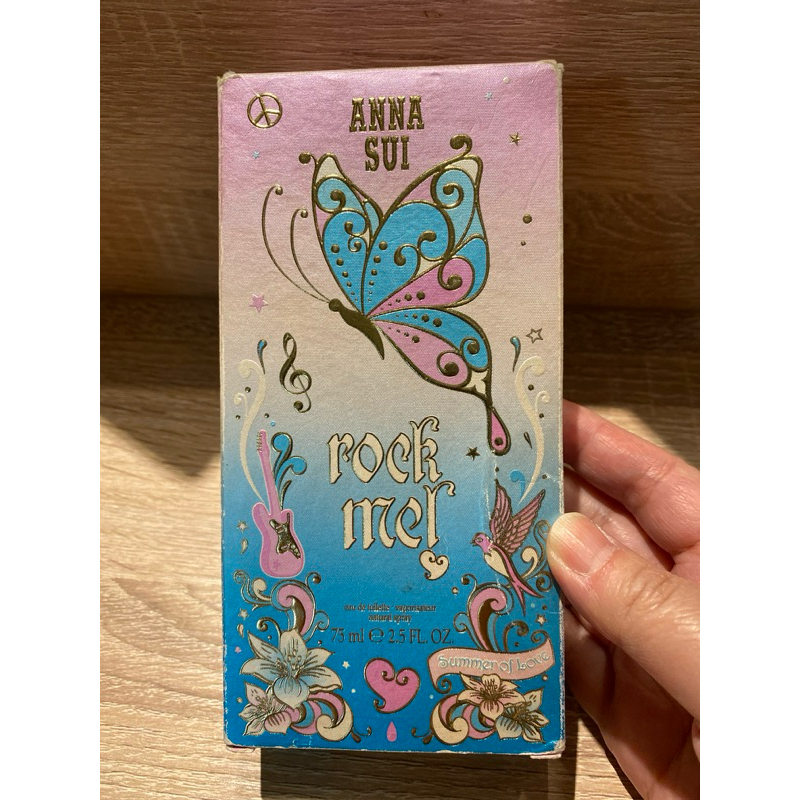 ANNA
SUI
rock
me!
eau de toilette vaporisateur
natural spray
75 ml ℮ 2.5 FL. OZ.
Summer of Love